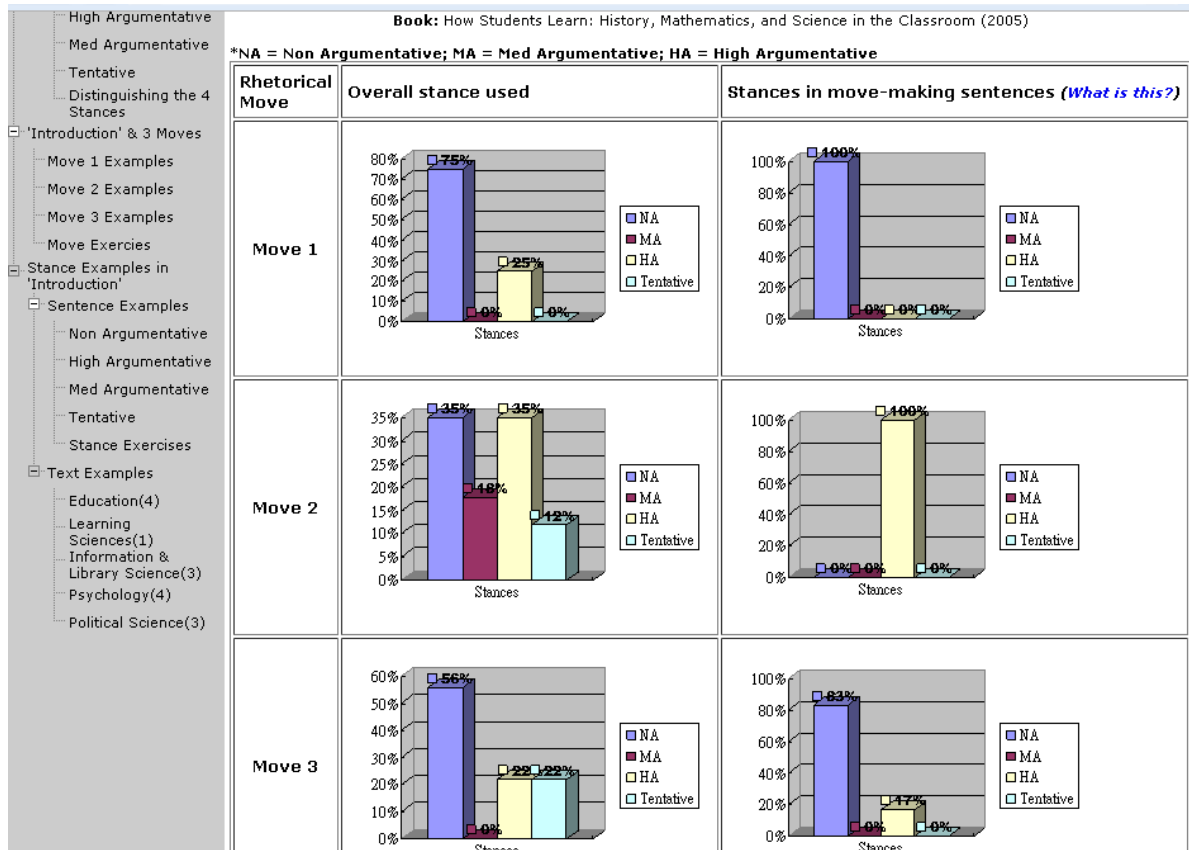 High Argumentative
Med Argumentative
Tentative
Distinguishing the 4
Stances
'Introduction' & 3 Moves
Move 1 Examples
Move 2 Examples
Move 3 Examples
Move Exercies
Stance Examples in
'Introduction'
Sentence Examples
Non Argumentative
High Argumentative
Med Argumentative
Tentative
Stance Exercises
Text Examples
Education(4)
Learning
Sciences(1)
Information &
Library Science(3)
Psychology(4)
Political Science(3)
Book: How Students Learn: History, Mathematics, and Science in the Classroom (2005)
*NA = Non Argumentative; MA = Med Argumentative; HA = High Argumentative
Rhetorical
Move
Overall stance used
Stances in move-making sentences (What is this?)
Move 1
80%
70%
60%
50%
40%
30%
20%
10%
0%
75%
0%
25%
0%
Stances
NA
MA
HA
Tentative
100%
80%
60%
40%
20%
0%
100%
0%
0%
0%
Stances
NA
MA
HA
Tentative
Move 2
35%
30%
25%
20%
15%
10%
5%
0%
35%
18%
35%
12%
Stances
NA
MA
HA
Tentative
100%
80%
60%
40%
20%
0%
0%
0%
100%
0%
Stances
NA
MA
HA
Tentative
Move 3
60%
50%
40%
30%
20%
10%
0%
56%
0%
22%
22%
Stances
NA
MA
HA
Tentative
100%
80%
60%
40%
20%
0%
83%
0%
17%
0%
Stances
NA
MA
HA
Tentative